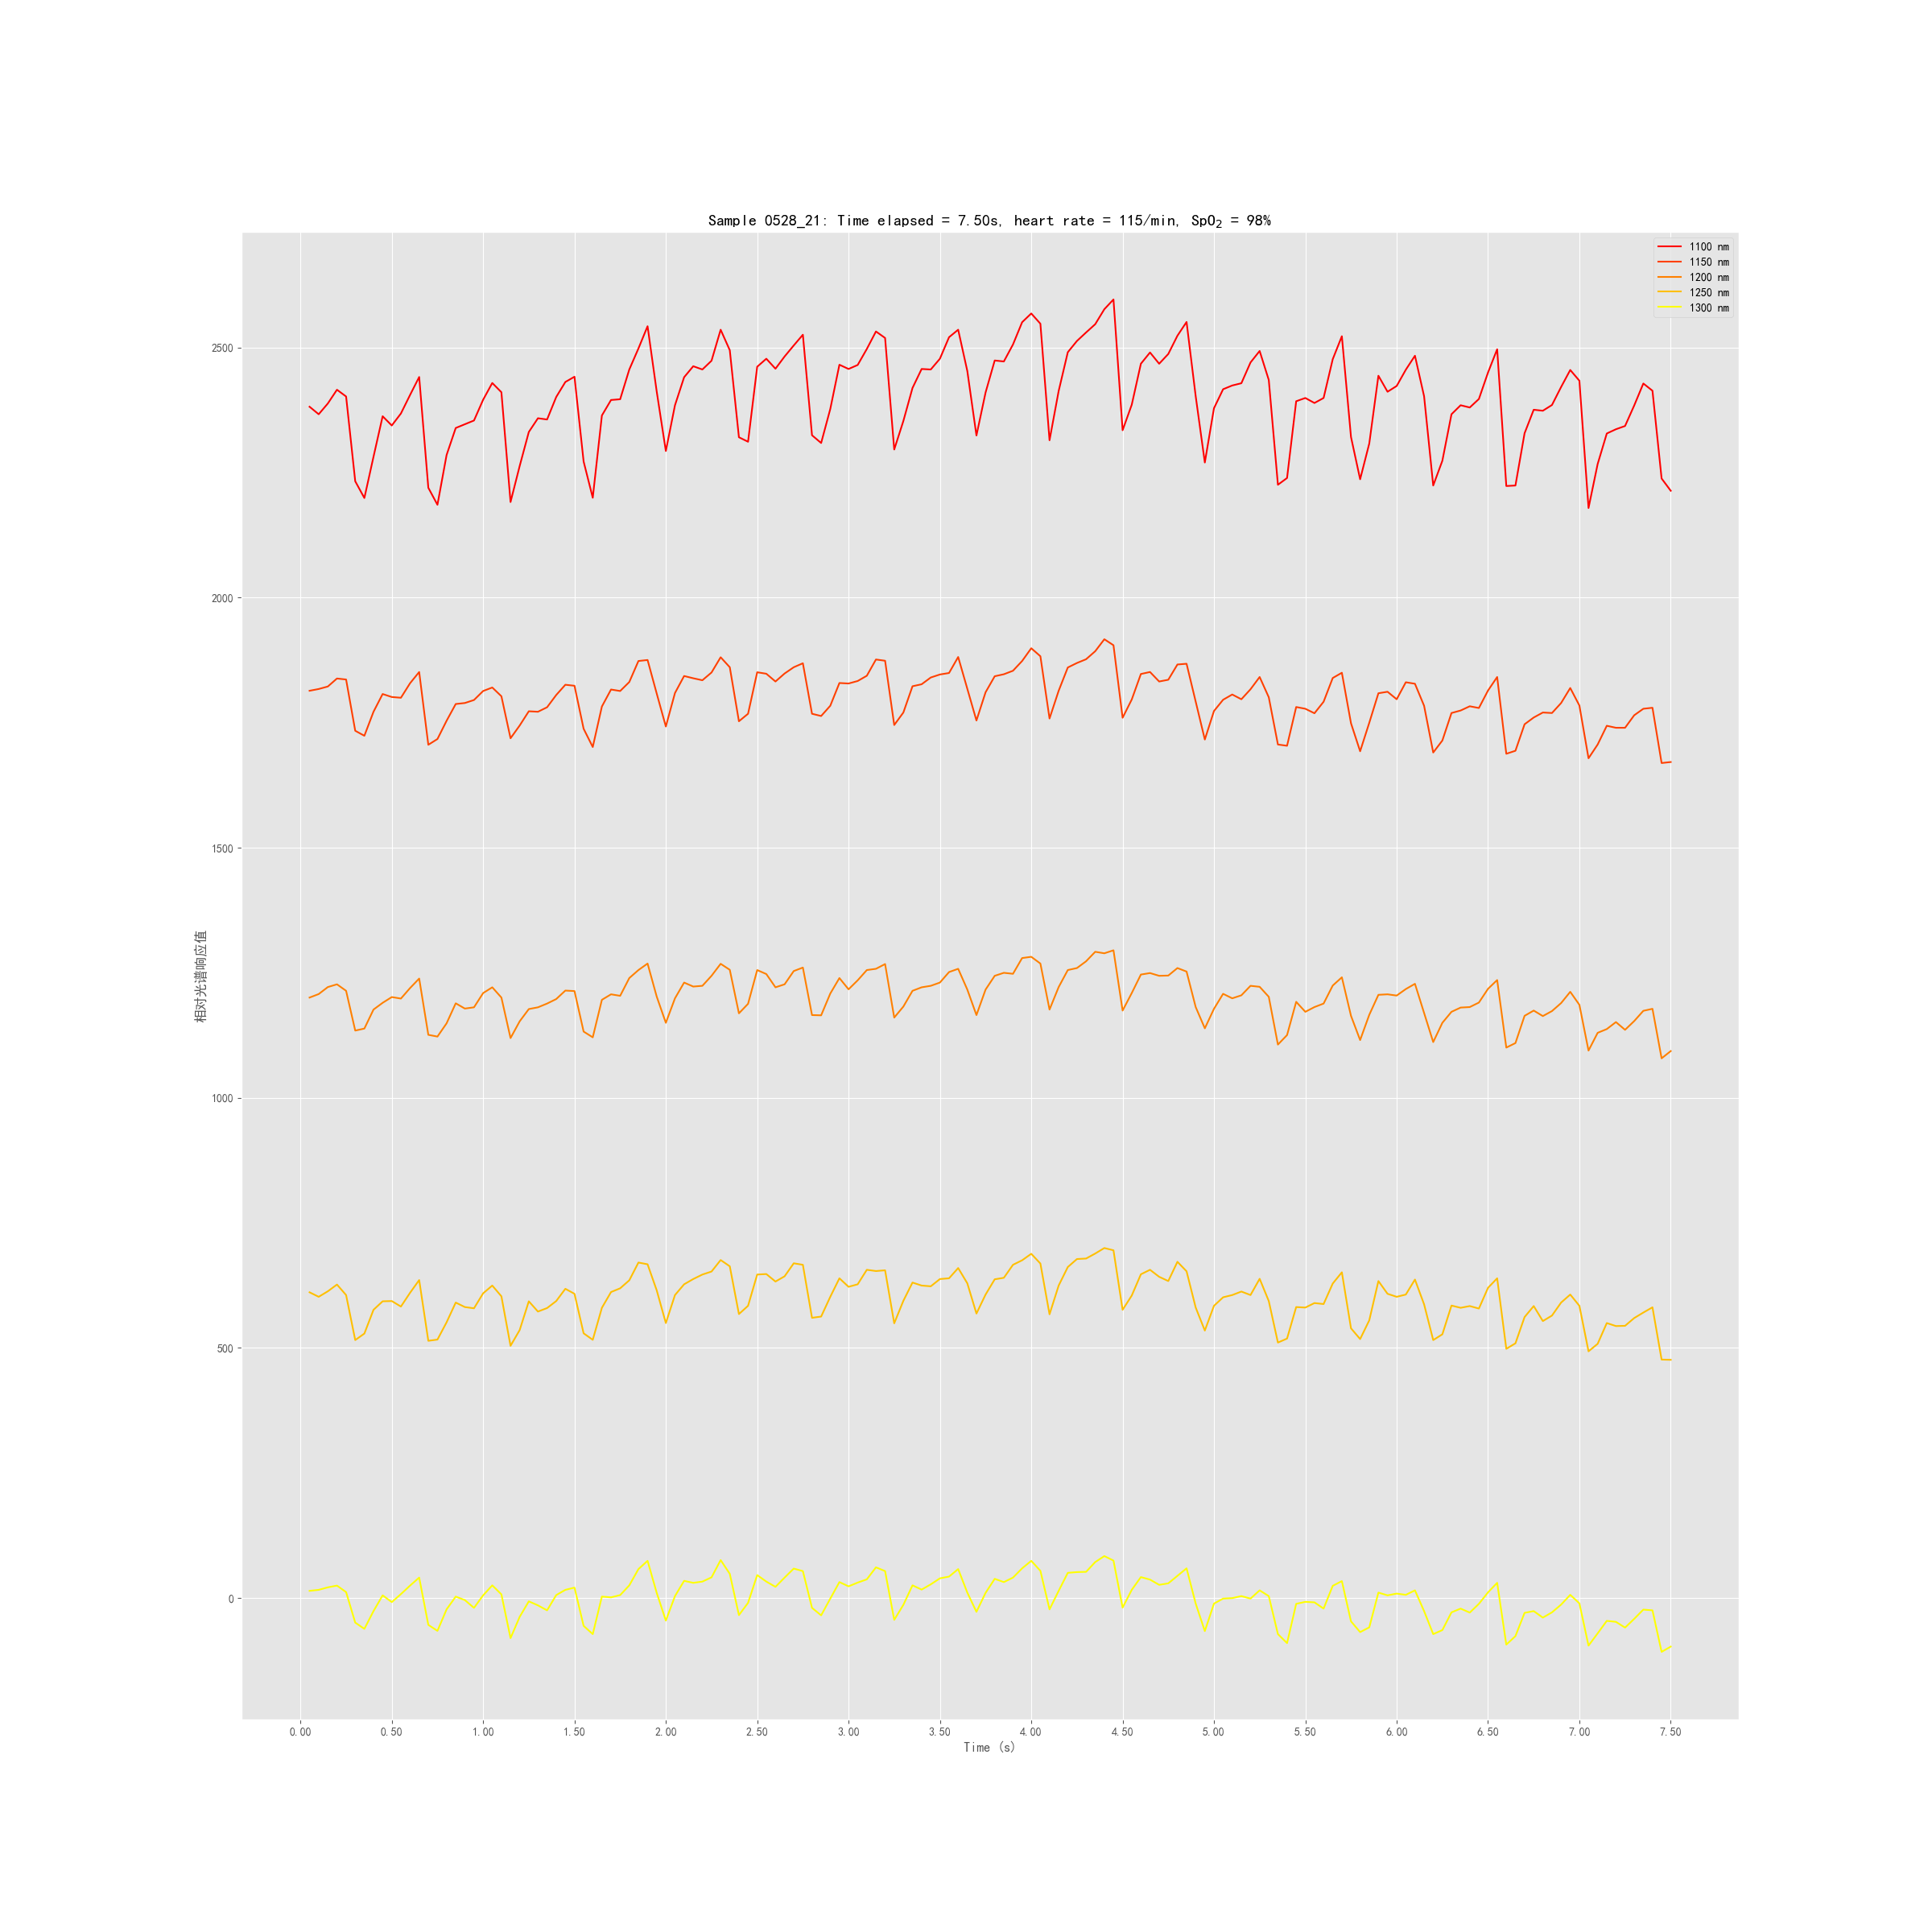 Sample 0528_21: Time elapsed = 7.50s, heart rate = 115/min, SpO₂ = 98%
1100 nm
1150 nm
1200 nm
1250 nm
1300 nm
2500
2000
1500
1000
500
0
相对光谱响应值
0.00 0.50 1.00 1.50 2.00 2.50 3.00 3.50 4.00 4.50 5.00 5.50 6.00 6.50 7.00 7.50
Time (s)